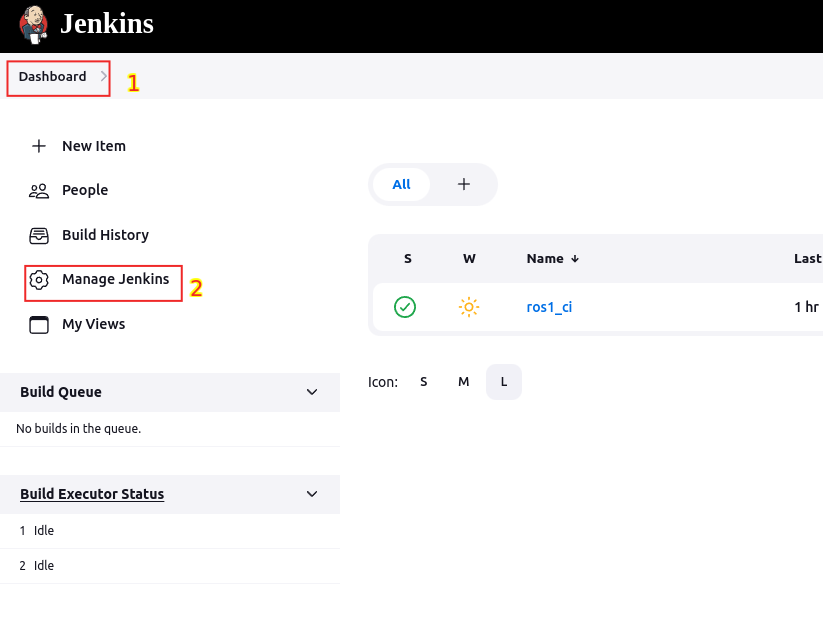 Jenkins
Dashboard
1
New Item
People
Build History
Manage Jenkins
2
My Views
Build Queue
No builds in the queue.
Build Executor Status
1 Idle
2 Idle
All
S W Name Last
ros1_ci 1 hr
Icon: S M L